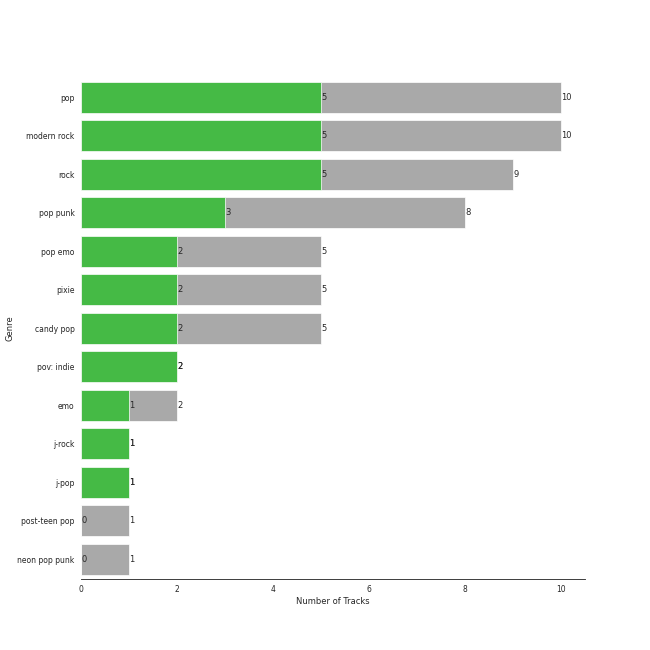 pop 5 10
modern rock 5 10
rock 5 9
pop punk 3 8
pop emo 2 5
pixie 2 5
candy pop 2 5
pov: indie 2
emo 1 2
j-rock 1
j-pop 1
post-teen pop 0 1
neon pop punk 0 1
0 2 4 6 8 10
Number of Tracks
Genre